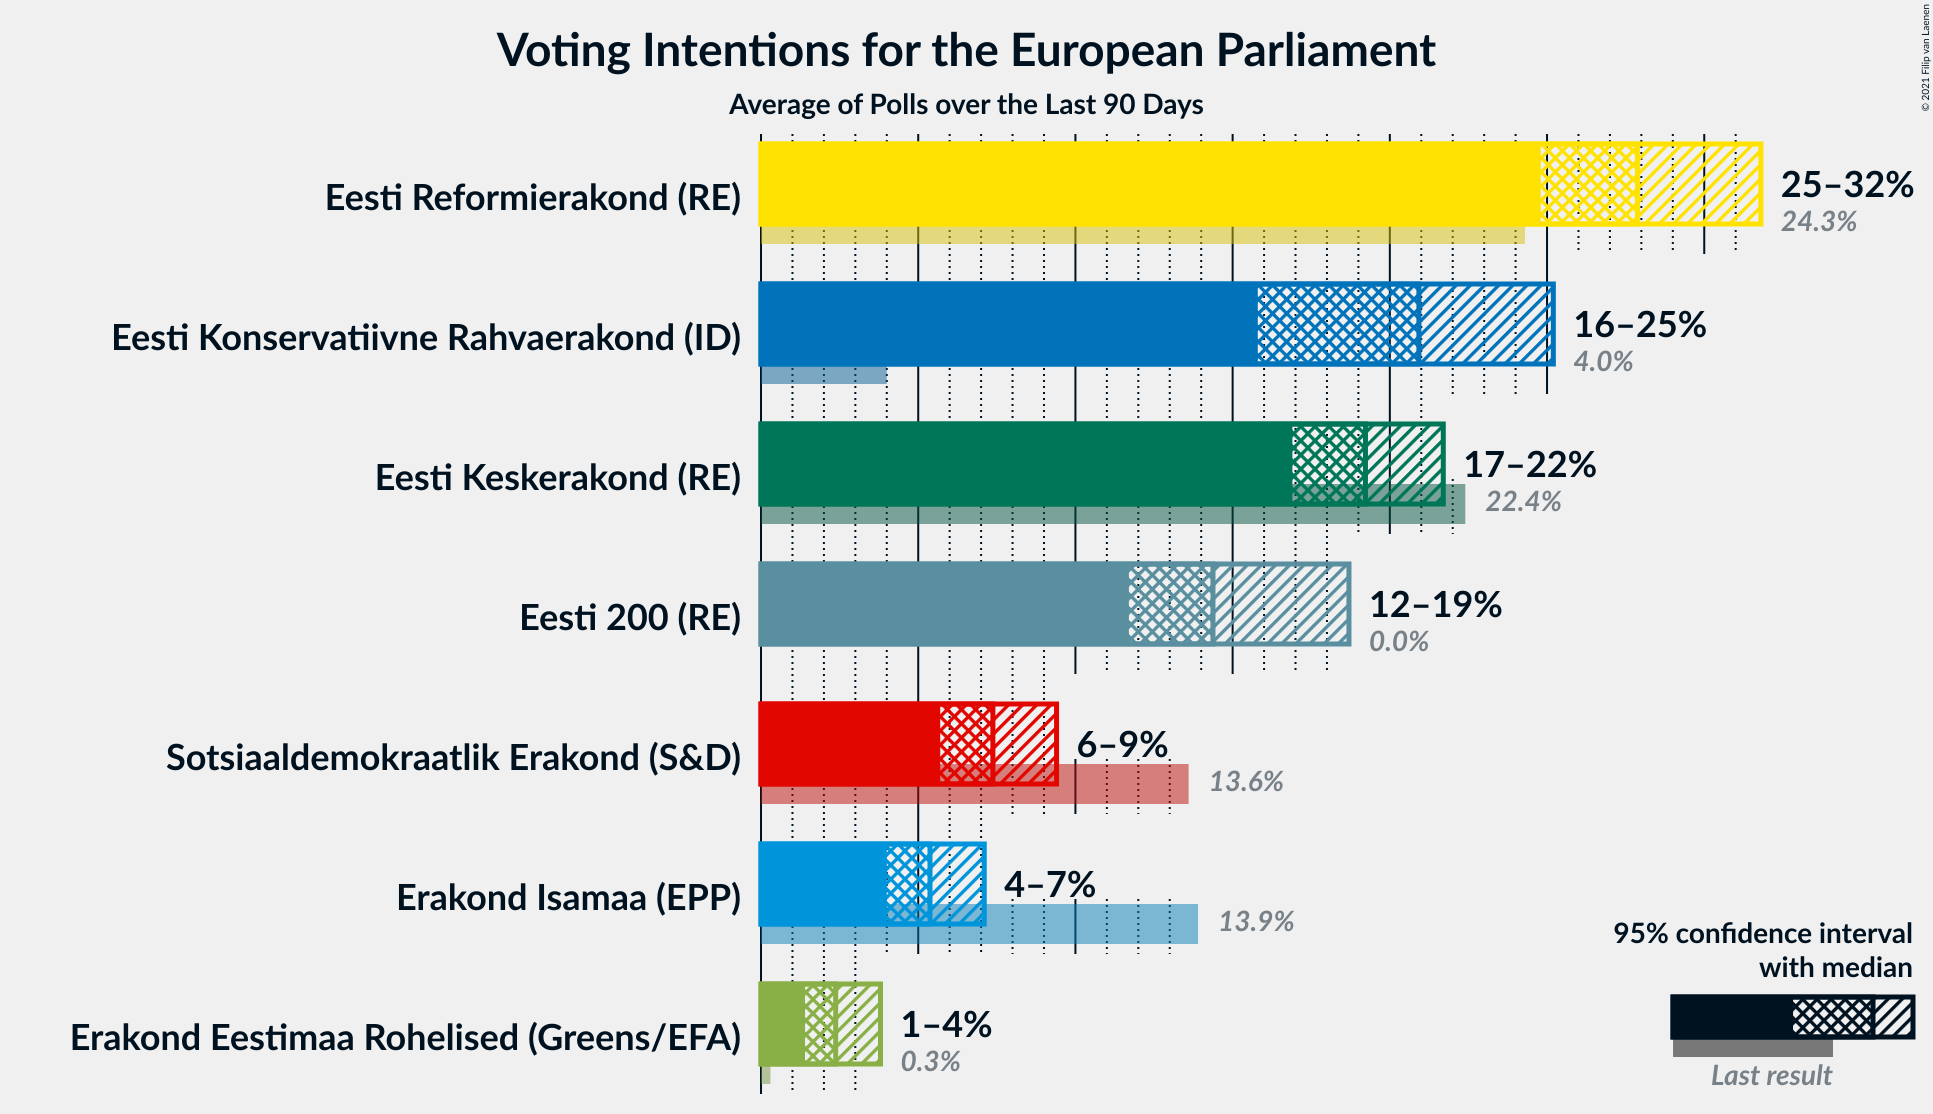 Voting Intentions for the European Parliament
Average of Polls over the Last 90 Days
© 2021 Filip van Laenen
Eesti Reformierakond (RE)
25–32%
24.3%
Eesti Konservatiivne Rahvaerakond (ID)
16–25%
4.0%
Eesti Keskerakond (RE)
17–22%
22.4%
Eesti 200 (RE)
12–19%
0.0%
Sotsiaaldemokraatlik Erakond (S&D)
6–9%
13.6%
Erakond Isamaa (EPP)
4–7%
13.9%
Erakond Eestimaa Rohelised (Greens/EFA)
1–4%
0.3%
95% confidence interval
with median
Last result